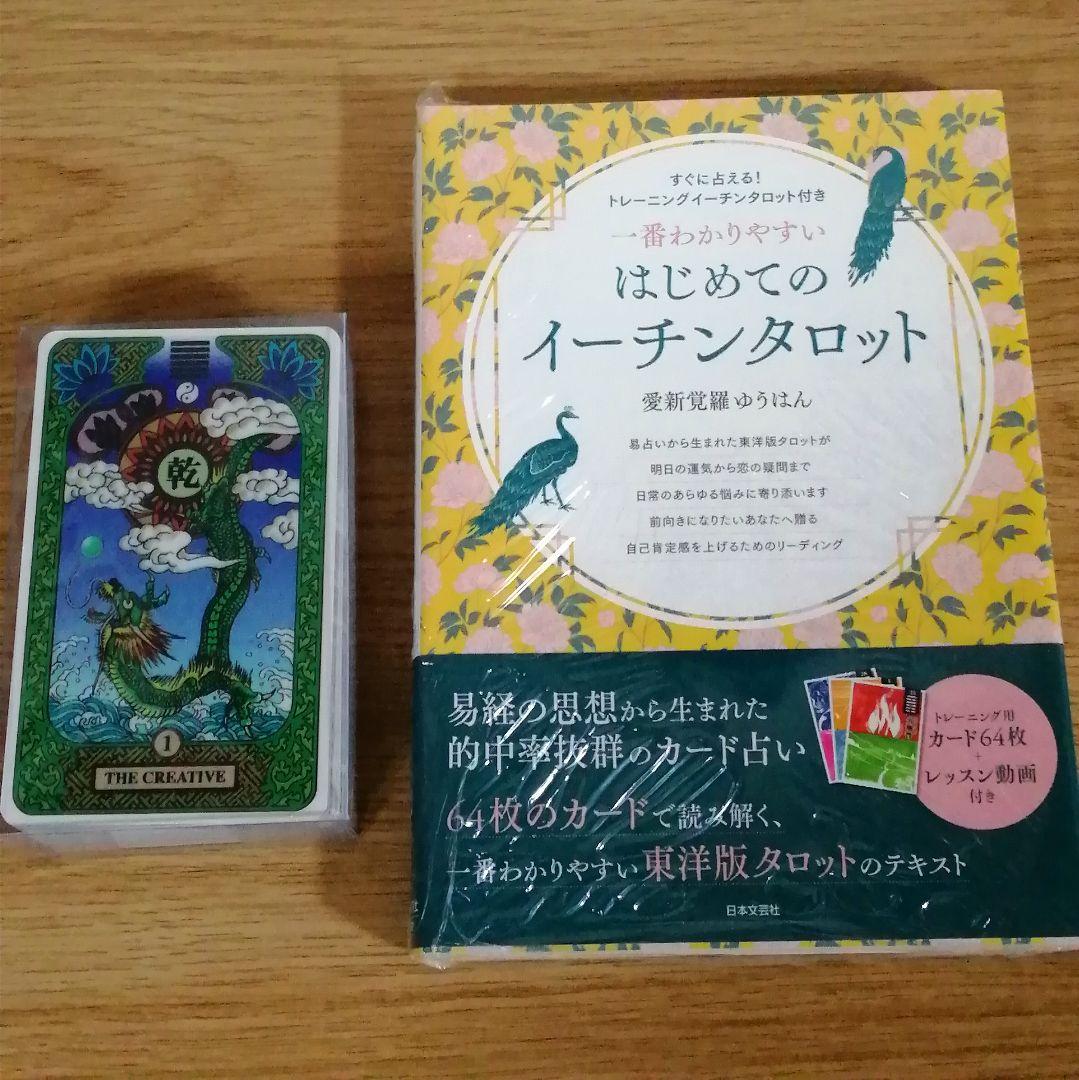 乾
1
THE CREATIVE
すぐに占える!
トレーニングイーチンタロット付き
一番わかりやすい
はじめての
イーチンタロット
愛新覚羅 ゆうはん
易占いから生まれた東洋版タロットが
明日の運気から恋の疑問まで
日常のあらゆる悩みに寄り添います
前向きになりたいあなたへ贈る
自己肯定感を上げるためのリーディング
易経の思想から生まれた
的中率抜群のカード占い
64枚のカードで読み解く、
一番わかりやすい東洋版タロットのテキスト
トレーニング用
カード64枚
+
レッスン動画
付き
日本文芸社